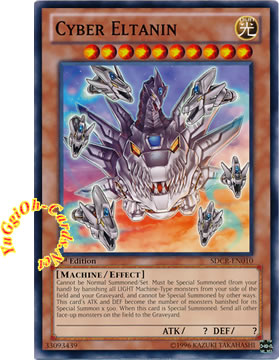 CYBER ELTANIN
光
YuGgiOh-Cards.Net
1st Edition
SDCR-EN010
[MACHINE / EFFECT]
Cannot be Normal Summoned/Set. Must be Special Summoned (from your
hand) by banishing all LIGHT Machine-Type monsters from your side of the
field and your Graveyard, and cannot be Special Summoned by other ways.
This card's ATK and DEF become the number of monsters banished for its
Special Summon x 500. When this card is Special Summoned: Send all other
face-up monsters on the field to the Graveyard.
33093439
©1996 KAZUKI TAKAHASHI